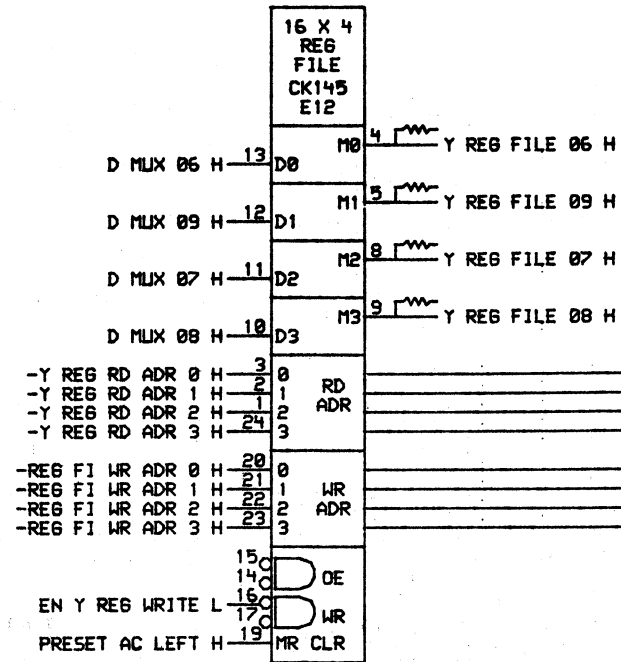 16 X 4
REG
FILE
CK145
E12
M0 4 Y REG FILE 06 H
D MUX 06 H 13 D0
M1 5 Y REG FILE 09 H
D MUX 09 H 12 D1
M2 8 Y REG FILE 07 H
D MUX 07 H 11 D2
M3 9 Y REG FILE 08 H
D MUX 08 H 10 D3
-Y REG RD ADR 0 H 3 0
-Y REG RD ADR 1 H 2 1
-Y REG RD ADR 2 H 1 2
-Y REG RD ADR 3 H 24 3
RD
ADR
-REG FI WR ADR 0 H 20 0
-REG FI WR ADR 1 H 21 1
-REG FI WR ADR 2 H 22 2
-REG FI WR ADR 3 H 23 3
WR
ADR
15
14 OE
EN Y REG WRITE L 16
17 WR
PRESET AC LEFT H 19 MR CLR